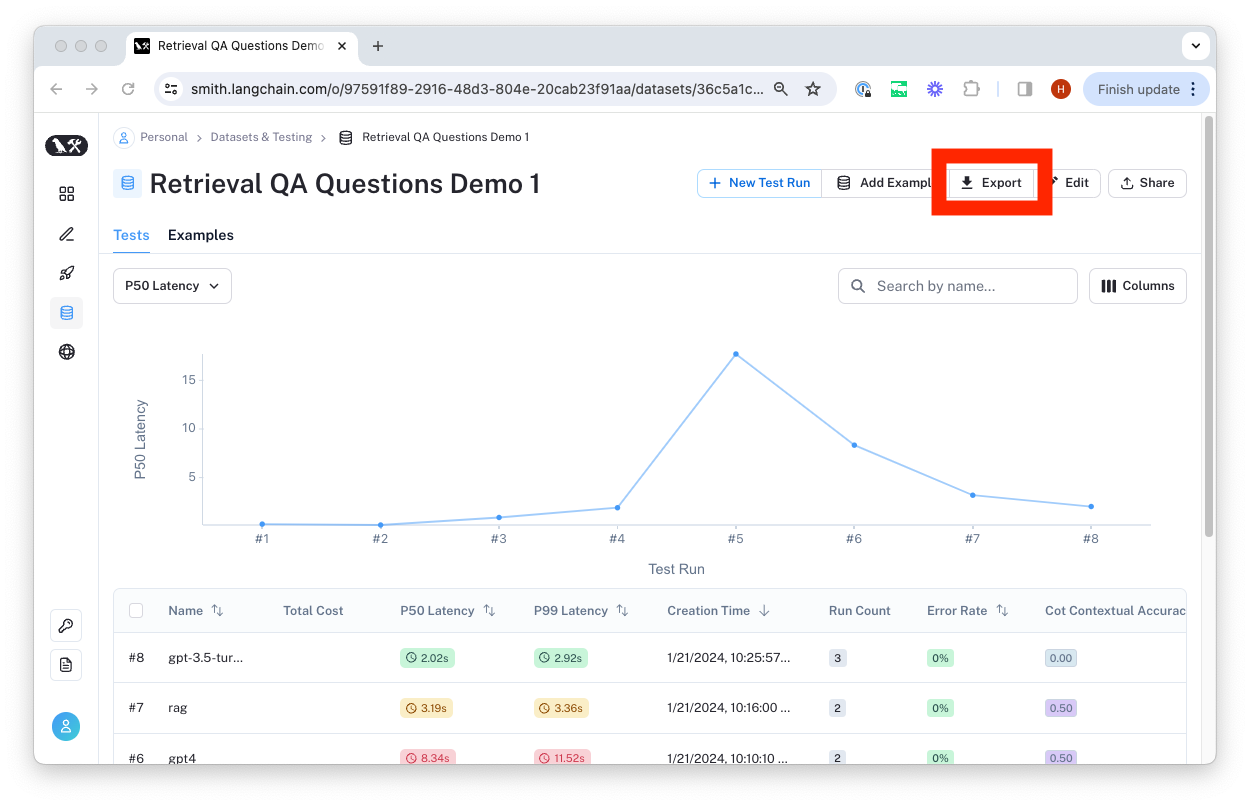 Retrieval QA Questions Demo
smith.langchain.com/o/97591f89-2916-48d3-804e-20cab23f91aa/datasets/36c5a1c...
H
Finish update
Personal
Datasets & Testing
Retrieval QA Questions Demo 1
Retrieval QA Questions Demo 1
New Test Run
Add Exampl
Export
Edit
Share
Tests
Examples
P50 Latency
Search by name...
Columns
P50 Latency
15
10
5
#1
#2
#3
#4
#5
#6
#7
#8
Test Run
Name Total Cost P50 Latency P99 Latency Creation Time Run Count Error Rate Cot Contextual Accurac
#8 gpt-3.5-tur... 2.02s 2.92s 1/21/2024, 10:25:57... 3 0% 0.00
#7 rag 3.19s 3.36s 1/21/2024, 10:16:00 ... 2 0% 0.50
#6 gpt4 8.34s 11.52s 1/21/2024, 10:10:10 ... 2 0% 0.50